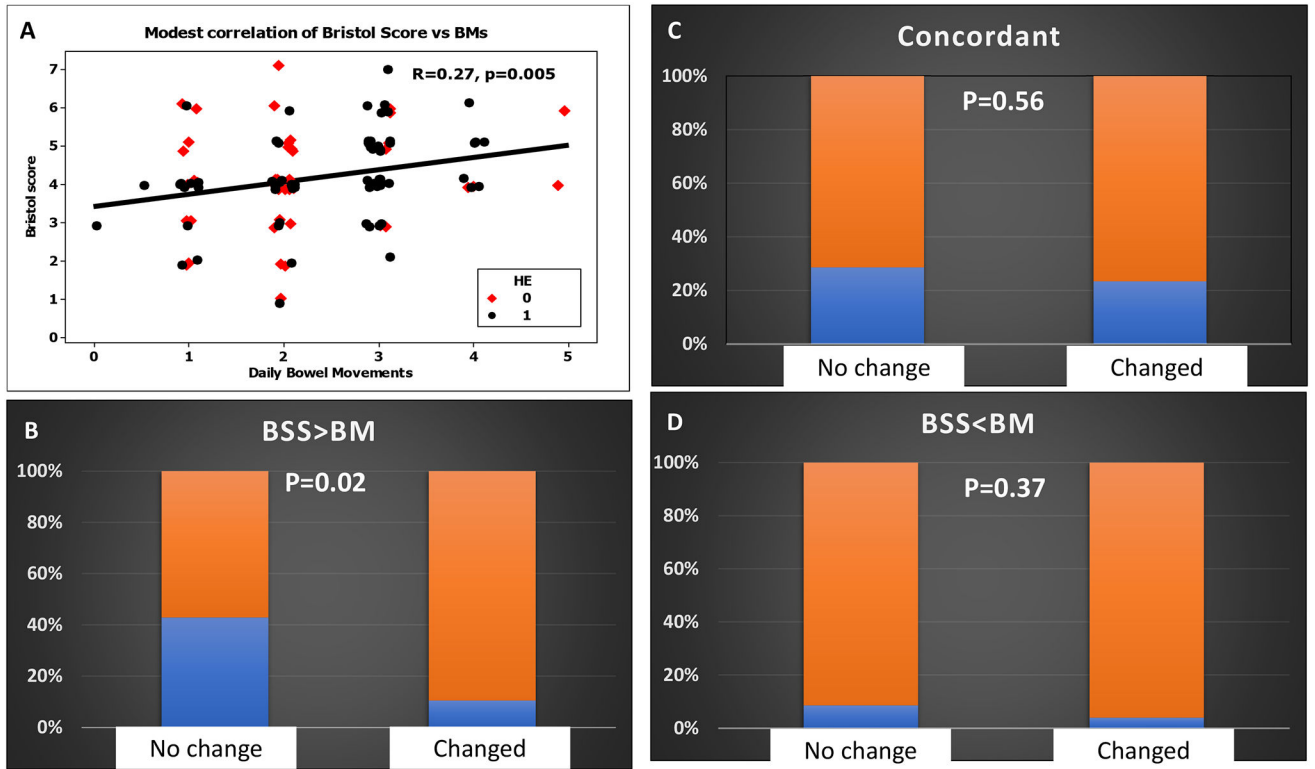 A
Modest correlation of Bristol Score vs BMs
R=0.27, p=0.005
7
6
5
4
3
2
1
0
Bristol score
HE
0
1
0 1 2 3 4 5
Daily Bowel Movements
B
BSS>BM
P=0.02
100%
80%
60%
40%
20%
0%
No change Changed
C
Concordant
P=0.56
100%
80%
60%
40%
20%
0%
No change Changed
D
BSS<BM
P=0.37
100%
80%
60%
40%
20%
0%
No change Changed